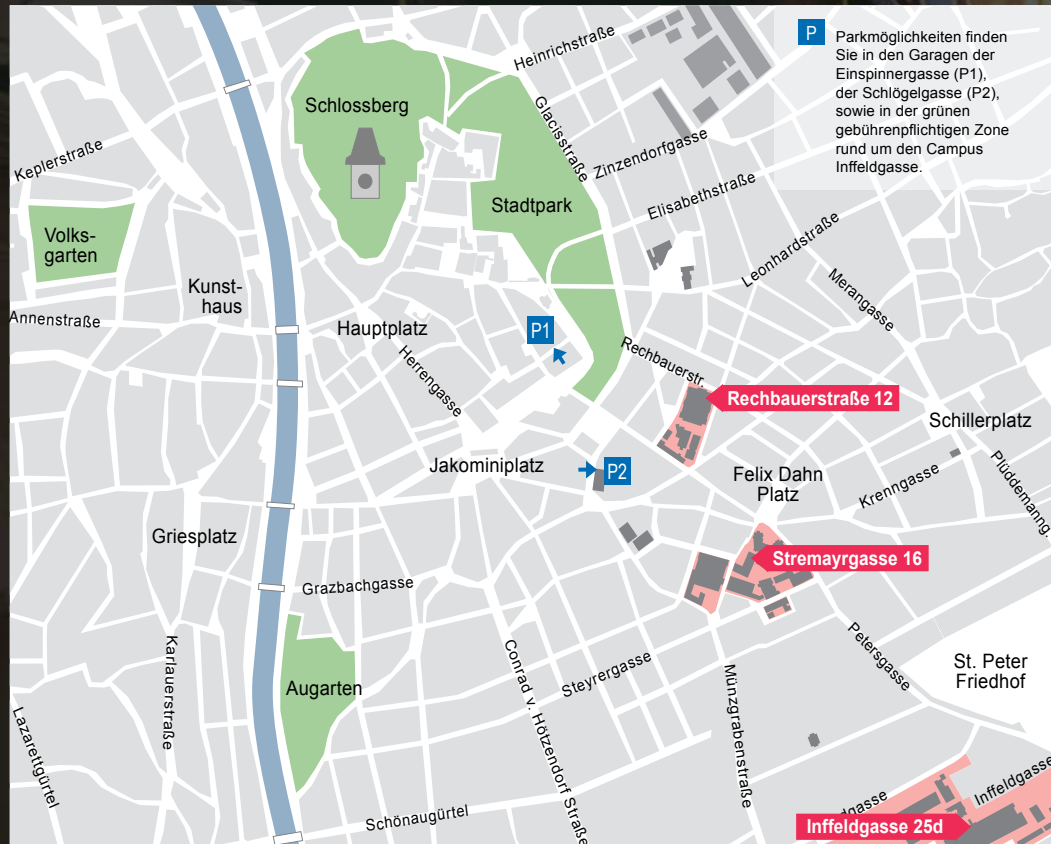 P
Parkmöglichkeiten finden
Sie in den Garagen der
Einspinnergasse (P1),
der Schlögelgasse (P2),
sowie in der grünen
gebührenpflichtigen Zone
rund um den Campus
Inffeldgasse.
Heinrichstraße
Schlossberg
Glacisstraße
Keplerstraße
Zinzendorfgasse
Stadtpark
Elisabethstraße
Volks-
garten
Leonhardstraße
Kunst-
haus
Merangasse
Annenstraße
Hauptplatz
P1
Herrengasse
Rechbauerstr.
Rechbauerstraße 12
Schillerplatz
Jakominiplatz
P2
Felix Dahn
Platz
Krenngasse
Plüddemanng.
Griesplatz
Stremayrgasse 16
Grazbachgasse
Karlauerstraße
Augarten
Conrad v. Hötzendorf Straße
Steyrergasse
Münzgrabenstraße
Petersgasse
St. Peter
Friedhof
Lazarettgürtel
Schönaugürtel
dgasse
Inffeldgasse
Inffeldgasse 25d